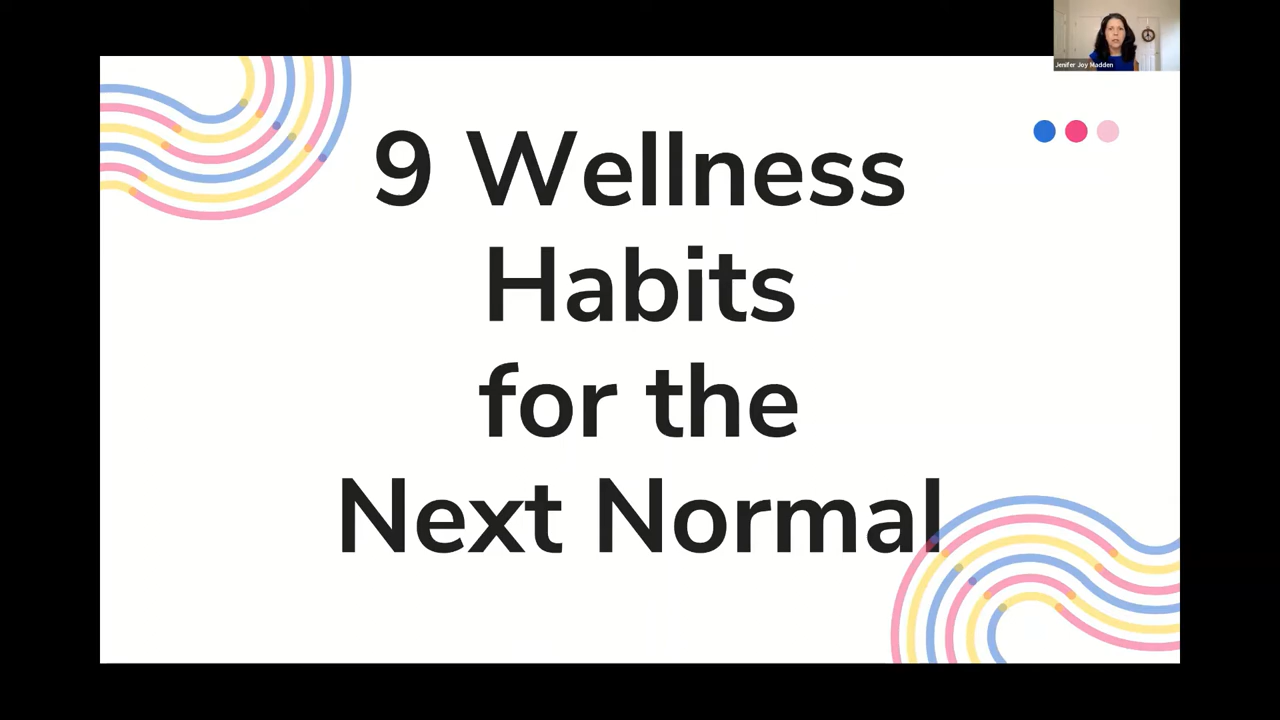 Jenifer Joy Madden
9 Wellness
Habits
for the
Next Normal